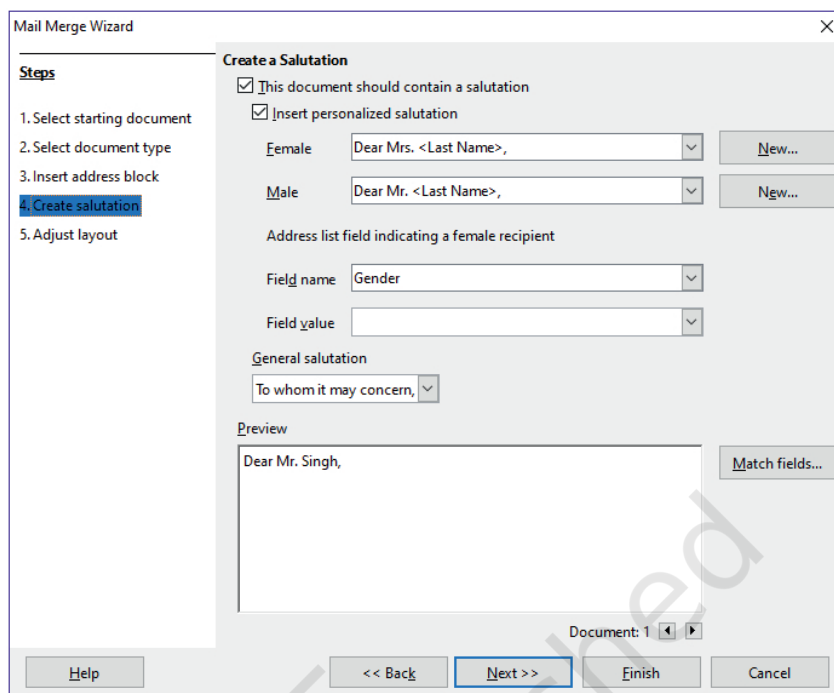 Mail Merge Wizard
Steps
1. Select starting document
2. Select document type
3. Insert address block
4. Create salutation
5. Adjust layout
Create a Salutation
This document should contain a salutation
Insert personalized salutation
Female Dear Mrs. <Last Name>, New...
Male Dear Mr. <Last Name>, New...
Address list field indicating a female recipient
Field name Gender
Field value
General salutation
To whom it may concern,
Preview
Dear Mr. Singh,
Match fields...
Document: 1
Help << Back Next >> Finish Cancel